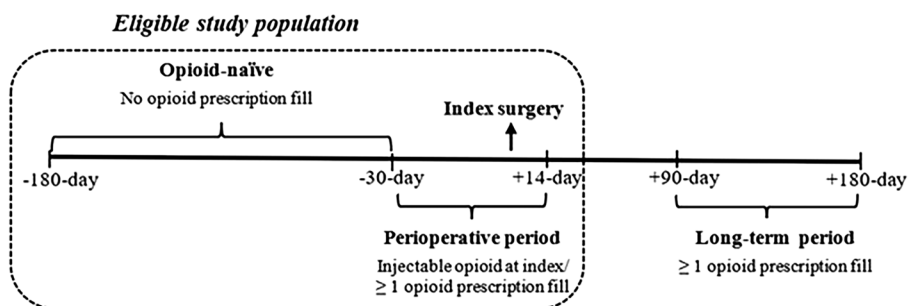 Eligible study population
Opioid-naïve
No opioid prescription fill
Index surgery
-180-day
-30-day
+14-day
+90-day
+180-day
Perioperative period
Injectable opioid at index/
≥ 1 opioid prescription fill
Long-term period
≥ 1 opioid prescription fill